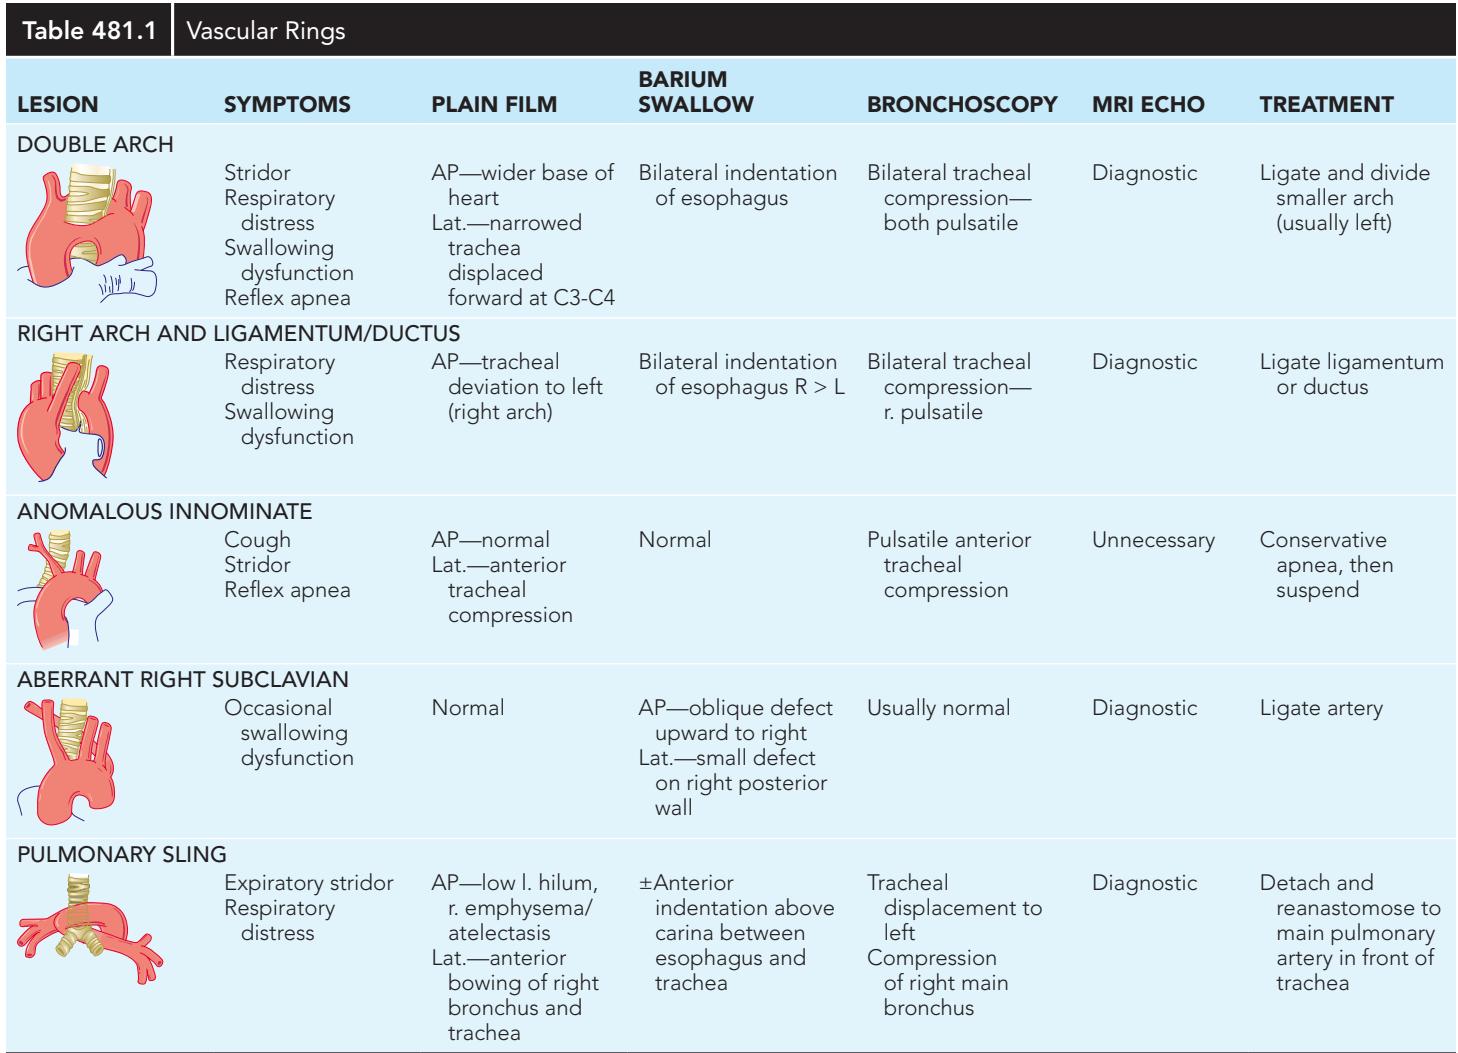 Table 481.1 Vascular Rings
LESION SYMPTOMS PLAIN FILM BARIUM SWALLOW BRONCHOSCOPY MRI ECHO TREATMENT
DOUBLE ARCH
Stridor
Respiratory
distress
Swallowing
dysfunction
Reflex apnea
AP—wider base of
heart
Lat.—narrowed
trachea
displaced
forward at C3-C4
Bilateral indentation
of esophagus
Bilateral tracheal
compression—
both pulsatile
Diagnostic
Ligate and divide
smaller arch
(usually left)
RIGHT ARCH AND LIGAMENTUM/DUCTUS
Respiratory
distress
Swallowing
dysfunction
AP—tracheal
deviation to left
(right arch)
Bilateral indentation
of esophagus R > L
Bilateral tracheal
compression—
r. pulsatile
Diagnostic
Ligate ligamentum
or ductus
ANOMALOUS INNOMINATE
Cough
Stridor
Reflex apnea
AP—normal
Lat.—anterior
tracheal
compression
Normal
Pulsatile anterior
tracheal
compression
Unnecessary
Conservative
apnea, then
suspend
ABERRANT RIGHT SUBCLAVIAN
Occasional
swallowing
dysfunction
Normal
AP—oblique defect
upward to right
Lat.—small defect
on right posterior
wall
Usually normal
Diagnostic
Ligate artery
PULMONARY SLING
Expiratory stridor
Respiratory
distress
AP—low l. hilum,
r. emphysema/
atelectasis
Lat.—anterior
bowing of right
bronchus and
trachea
±Anterior
indentation above
carina between
esophagus and
trachea
Tracheal
displacement to
left
Compression
of right main
bronchus
Diagnostic
Detach and
reanastomose to
main pulmonary
artery in front of
trachea